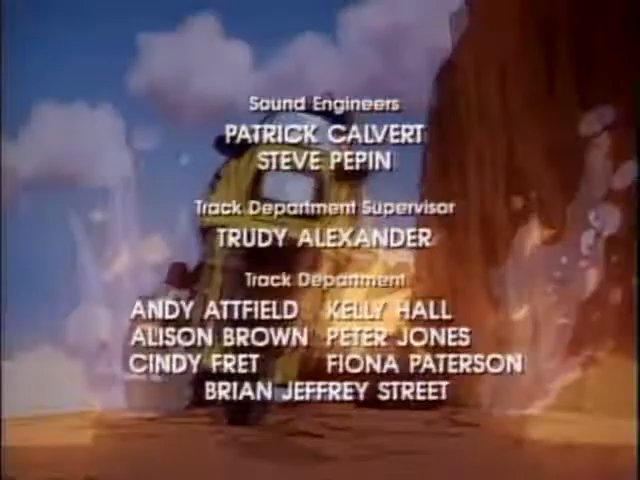 Sound Engineers
PATRICK CALVERT
STEVE PEPIN
Track Department Supervisor
TRUDY ALEXANDER
Track Department
ANDY ATTFIELD KELLY HALL
ALISON BROWN PETER JONES
CINDY FRET FIONA PATERSON
BRIAN JEFFREY STREET